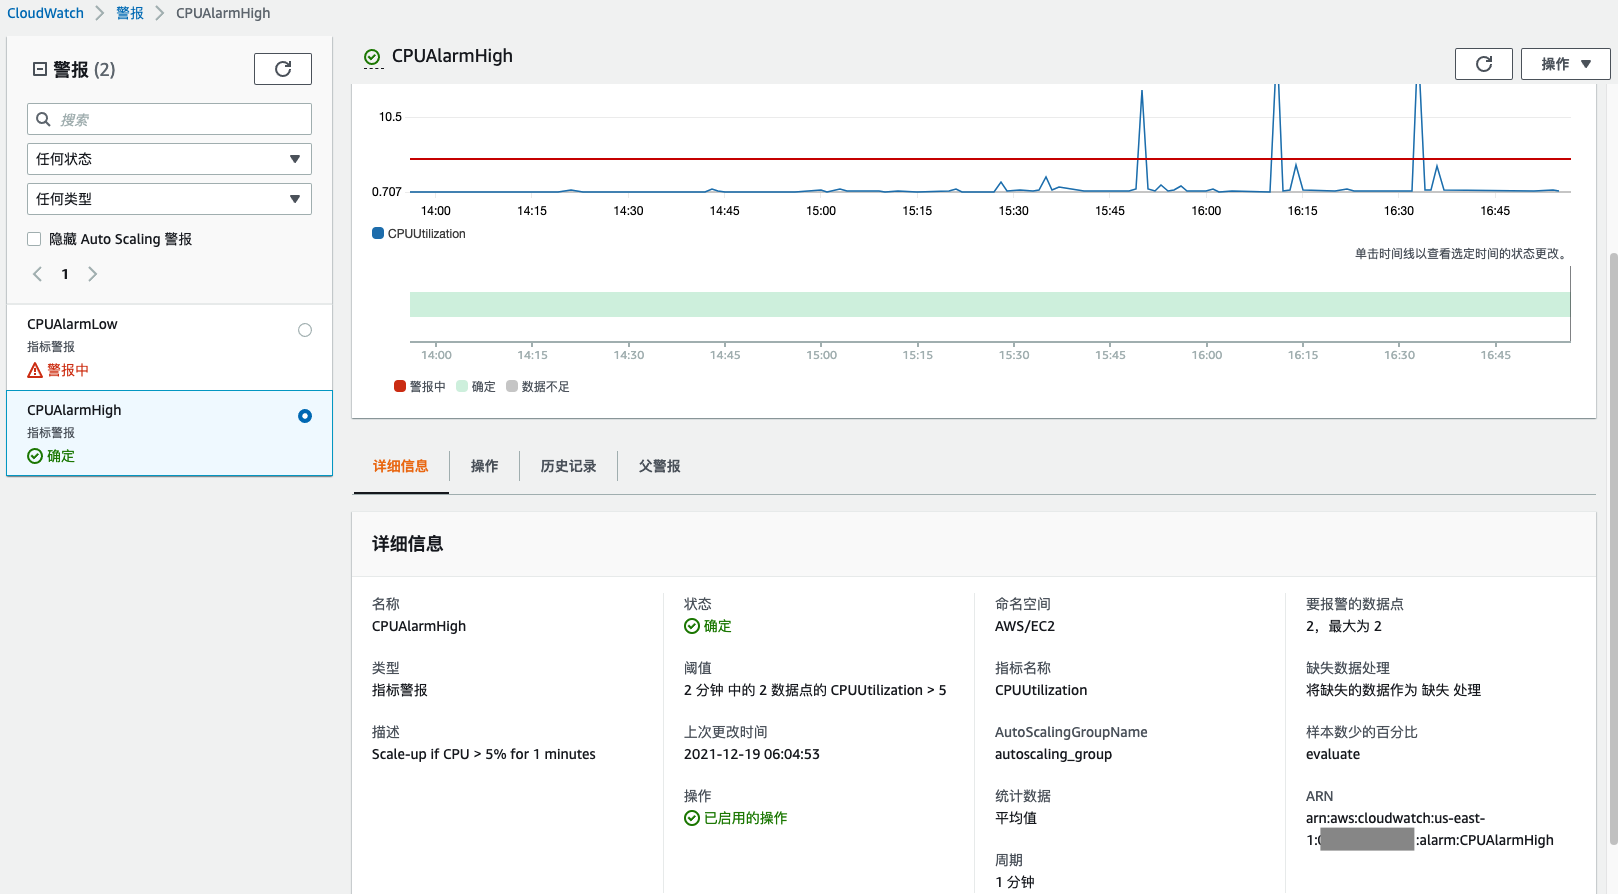 CloudWatch > 警报 > CPUAlarmHigh
警报 (2)
搜索
任何状态
任何类型
隐藏 Auto Scaling 警报
1
CPUAlarmLow
指标警报
警报中
CPUAlarmHigh
指标警报
确定
CPUAlarmHigh
操作
10.5
0.707
14:00 14:15 14:30 14:45 15:00 15:15 15:30 15:45 16:00 16:15 16:30 16:45
CPUUtilization
单击时间线以查看选定时间的状态更改。
14:00 14:15 14:30 14:45 15:00 15:15 15:30 15:45 16:00 16:15 16:30 16:45
警报中 确定 数据不足
详细信息 操作 历史记录 父警报
详细信息
名称
CPUAlarmHigh
类型
指标警报
描述
Scale-up if CPU > 5% for 1 minutes
状态
确定
阈值
2 分钟 中的 2 数据点的 CPUUtilization > 5
上次更改时间
2021-12-19 06:04:53
操作
已启用的操作
命名空间
AWS/EC2
指标名称
CPUUtilization
AutoScalingGroupName
autoscaling_group
统计数据
平均值
周期
1 分钟
要报警的数据点
2，最大为 2
缺失数据处理
将缺失的数据作为 缺失 处理
样本数少的百分比
evaluate
ARN
arn:aws:cloudwatch:us-east-
1: :alarm:CPUAlarmHigh